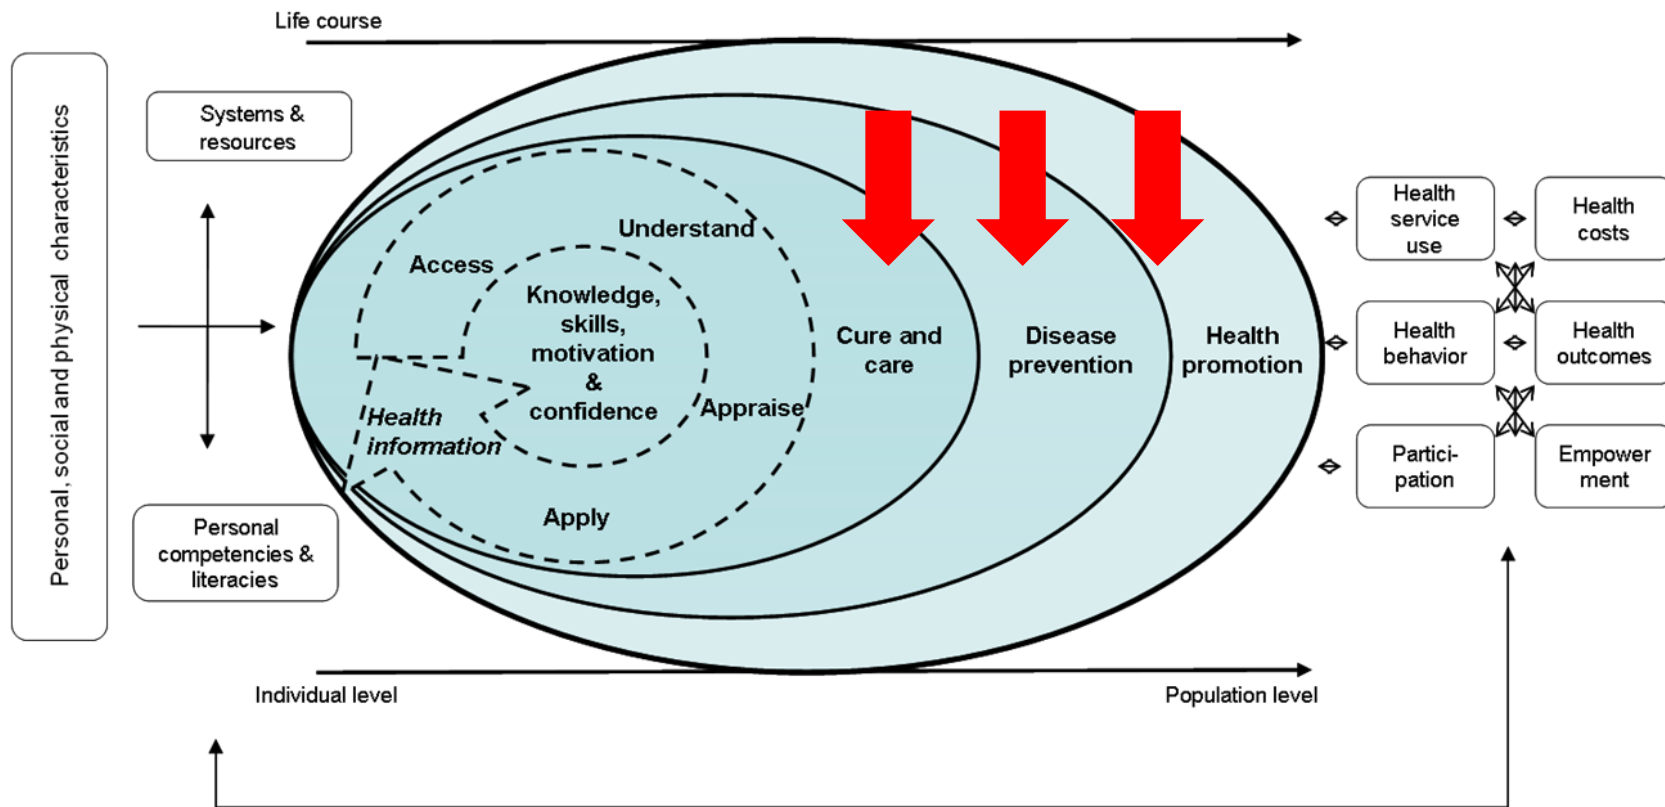 Life course
Personal, social and physical characteristics
Systems &
resources
Personal
competencies &
literacies
Access
Understand
Knowledge,
skills,
motivation
&
confidence
Health
information
Appraise
Apply
Cure and
care
Disease
prevention
Health
promotion
Health
service
use
Health
costs
Health
behavior
Health
outcomes
Partici-
pation
Empower
ment
Individual level
Population level